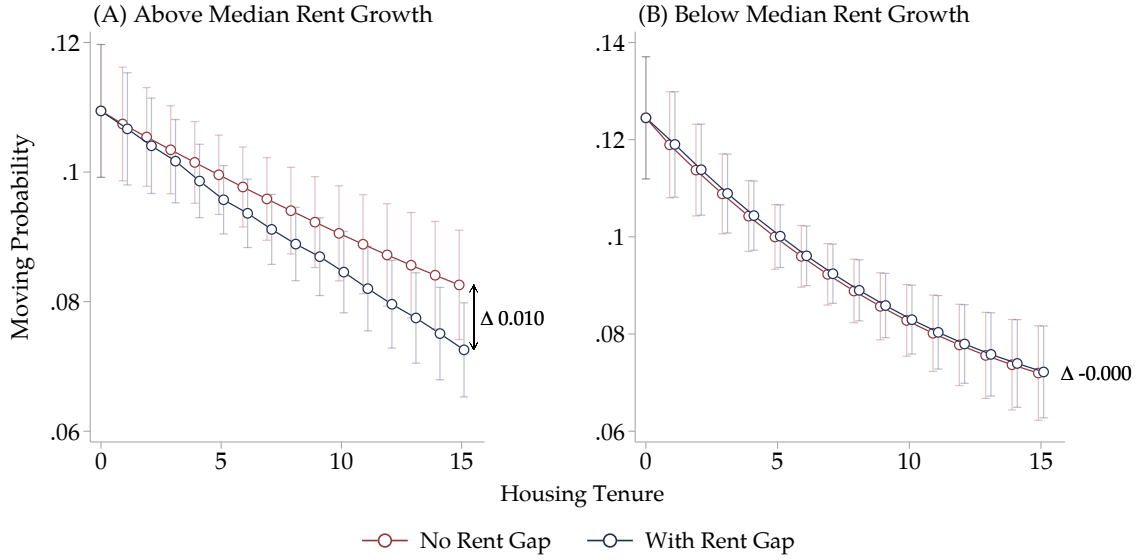 (A) Above Median Rent Growth
(B) Below Median Rent Growth
Moving Probability
.12
.1
.08
.06
Δ 0.010
0
5
10
15
.14
.12
.1
.08
.06
Δ -0.000
0
5
10
15
Housing Tenure
No Rent Gap
With Rent Gap